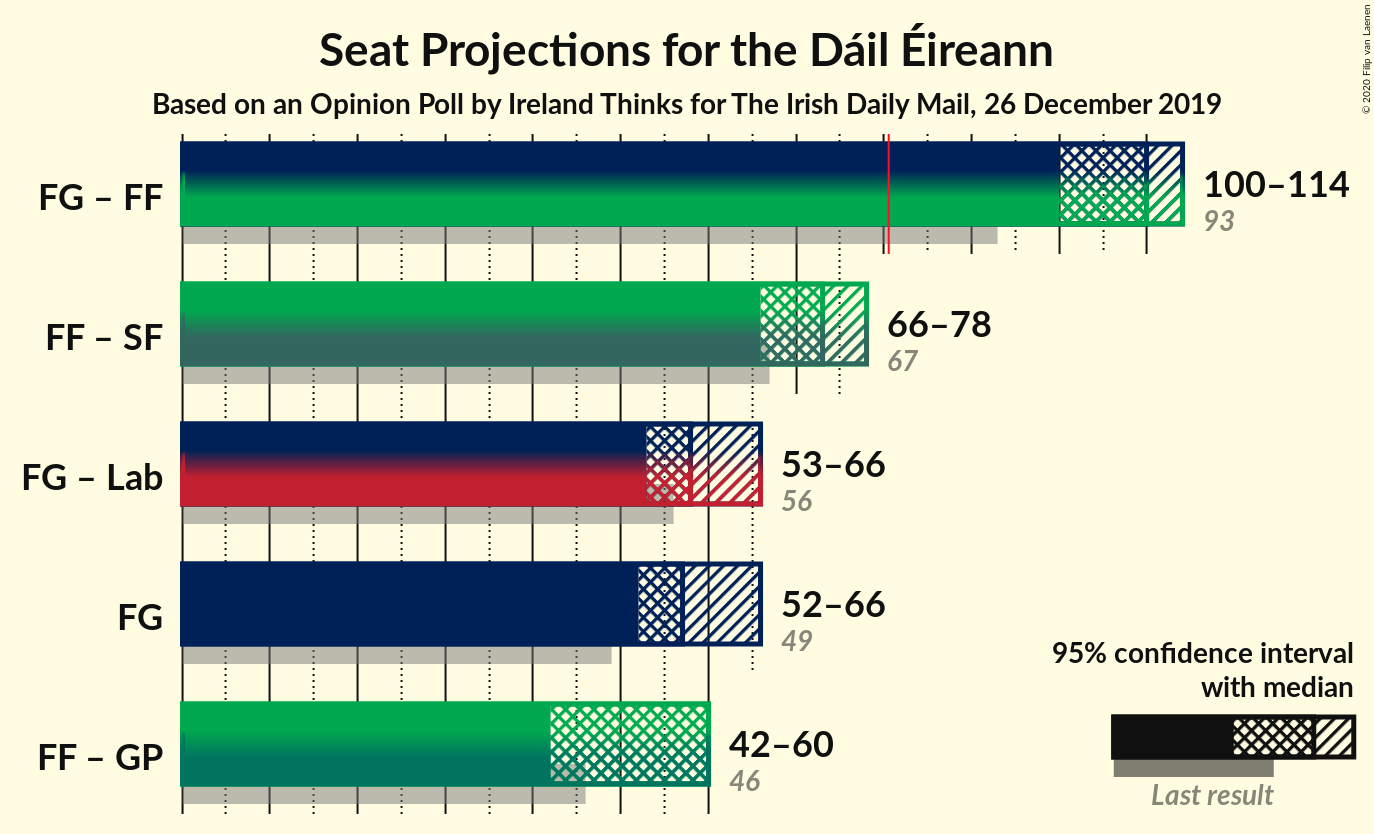 Seat Projections for the Dáil Éireann
Based on an Opinion Poll by Ireland Thinks for The Irish Daily Mail, 26 December 2019
© 2020 Filip van Laenen
FG – FF
100–114
93
FF – SF
66–78
67
FG – Lab
53–66
56
FG
52–66
49
FF – GP
42–60
46
95% confidence interval
with median
Last result